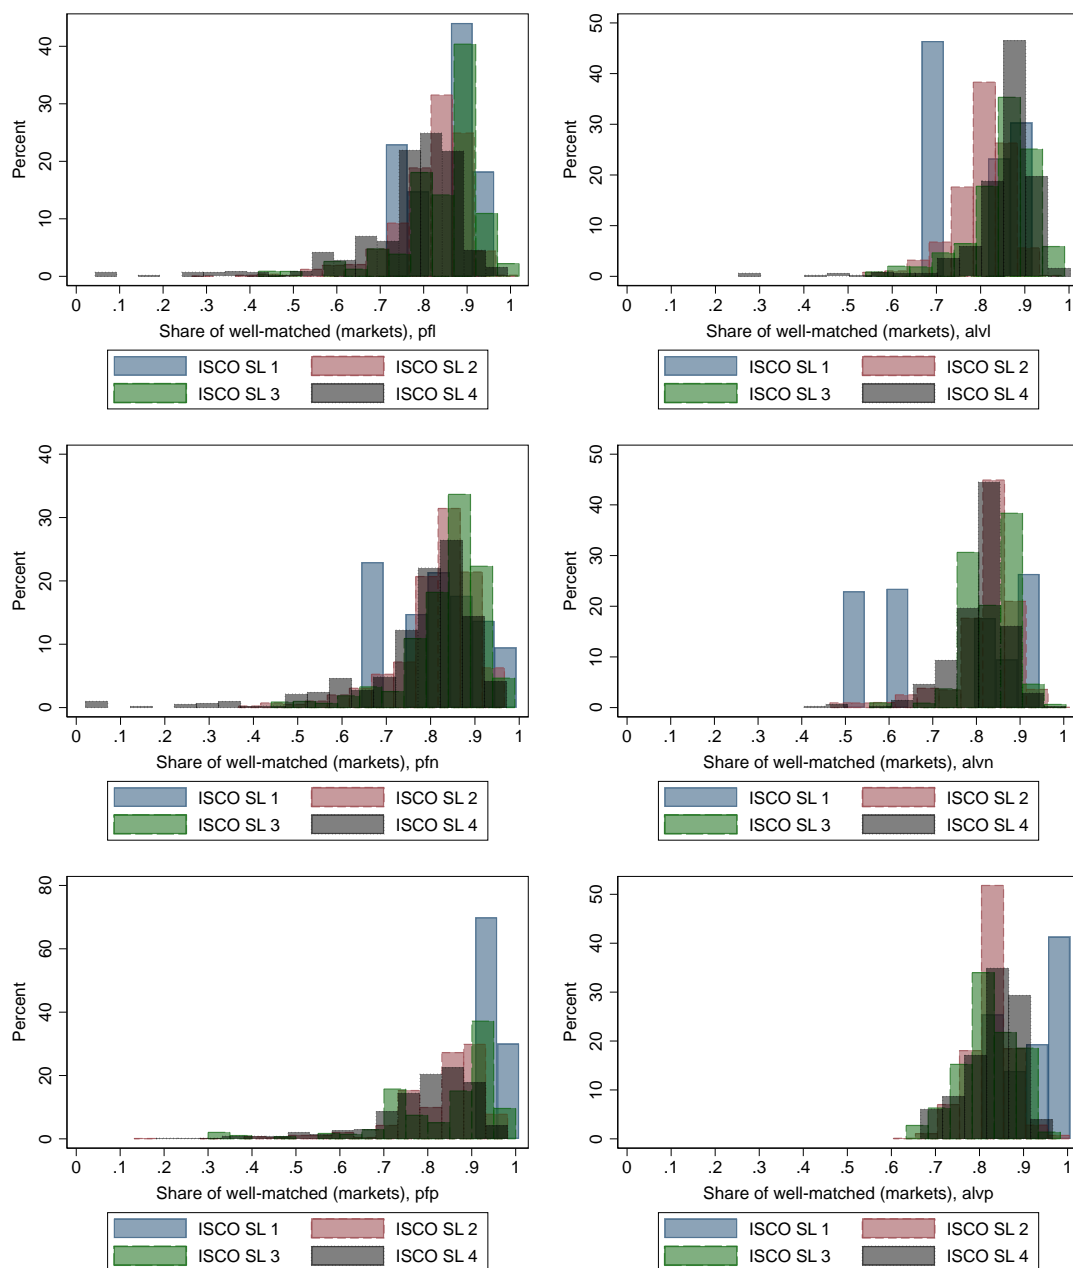 Percent
0 10 20 30 40
0 .1 .2 .3 .4 .5 .6 .7 .8 .9 1
Share of well-matched (markets), pfl
ISCO SL 1 ISCO SL 2
ISCO SL 3 ISCO SL 4
Percent
0 10 20 30 40 50
0 .1 .2 .3 .4 .5 .6 .7 .8 .9 1
Share of well-matched (markets), alvl
ISCO SL 1 ISCO SL 2
ISCO SL 3 ISCO SL 4
Percent
0 10 20 30 40
0 .1 .2 .3 .4 .5 .6 .7 .8 .9 1
Share of well-matched (markets), pfn
ISCO SL 1 ISCO SL 2
ISCO SL 3 ISCO SL 4
Percent
0 10 20 30 40 50
0 .1 .2 .3 .4 .5 .6 .7 .8 .9 1
Share of well-matched (markets), alvn
ISCO SL 1 ISCO SL 2
ISCO SL 3 ISCO SL 4
Percent
0 20 40 60 80
0 .1 .2 .3 .4 .5 .6 .7 .8 .9 1
Share of well-matched (markets), pfp
ISCO SL 1 ISCO SL 2
ISCO SL 3 ISCO SL 4
Percent
0 10 20 30 40 50
0 .1 .2 .3 .4 .5 .6 .7 .8 .9 1
Share of well-matched (markets), alvp
ISCO SL 1 ISCO SL 2
ISCO SL 3 ISCO SL 4